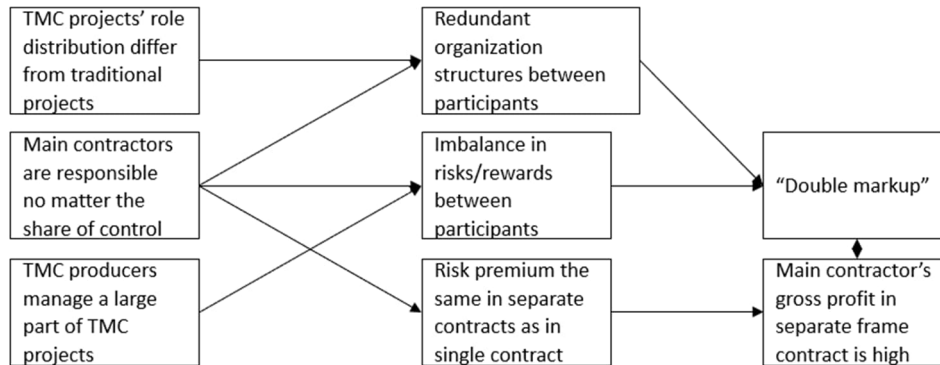 TMC projects' role
distribution differ
from traditional
projects
Redundant
organization
structures between
participants
Main contractors
are responsible
no matter the
share of control
Imbalance in
risks/rewards
between
participants
“Double markup”
TMC producers
manage a large
part of TMC
projects
Risk premium the
same in separate
contracts as in
single contract
Main contractor's
gross profit in
separate frame
contract is high